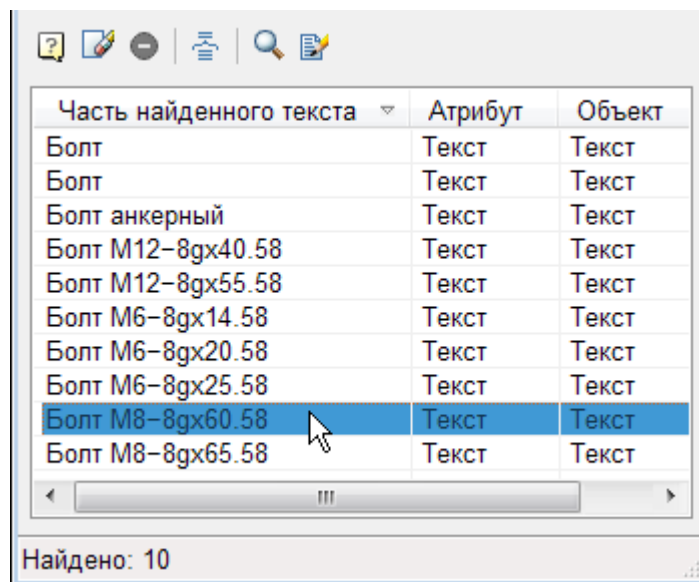 Часть найденного текста Атрибут Объект
Болт Текст Текст
Болт Текст Текст
Болт анкерный Текст Текст
Болт М12−8gx40.58 Текст Текст
Болт М12−8gx55.58 Текст Текст
Болт М6−8gx14.58 Текст Текст
Болт М6−8gx20.58 Текст Текст
Болт М6−8gx25.58 Текст Текст
Болт М8−8gx60.58 Текст Текст
Болт М8−8gx65.58 Текст Текст
Найдено: 10